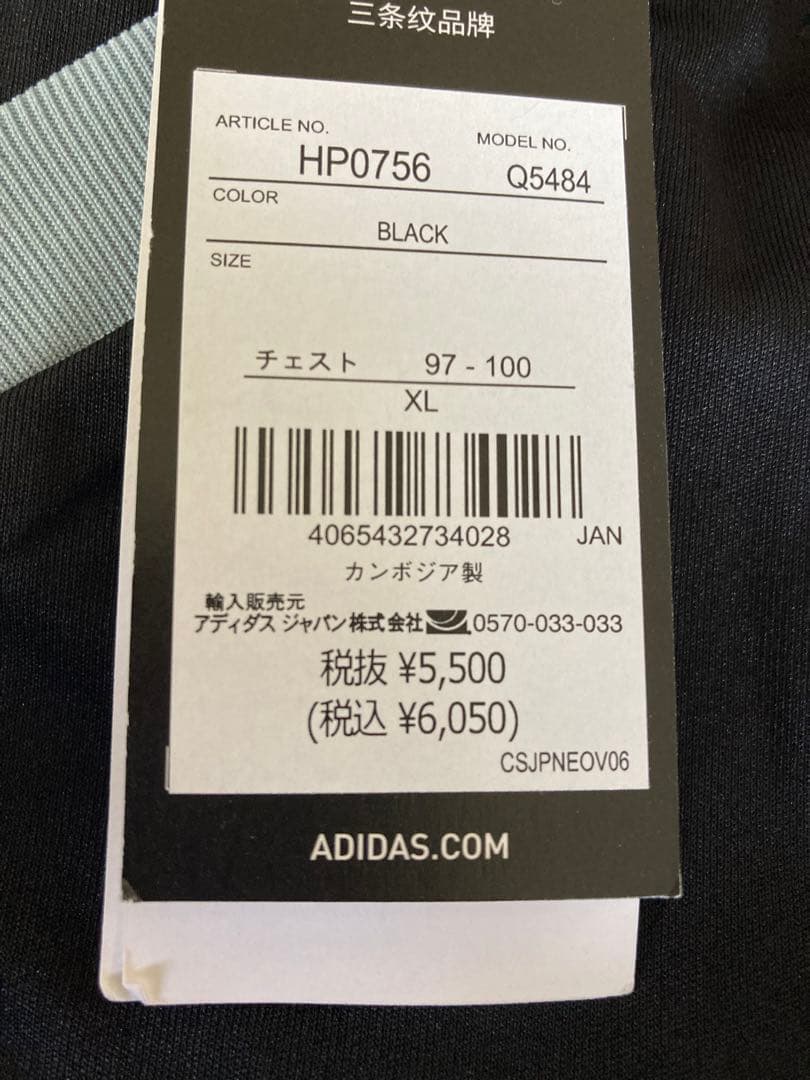 三条纹品牌
ARTICLE NO.
MODEL NO.
HP0756
Q5484
COLOR
BLACK
SIZE
チェスト 97 - 100
XL
4065432734028 JAN
カンボジア製
輸入販売元
アディダス ジャパン株式会社 0570-033-033
税抜 ¥5,500
(税込 ¥6,050)
CSJPNEOV06
ADIDAS.COM